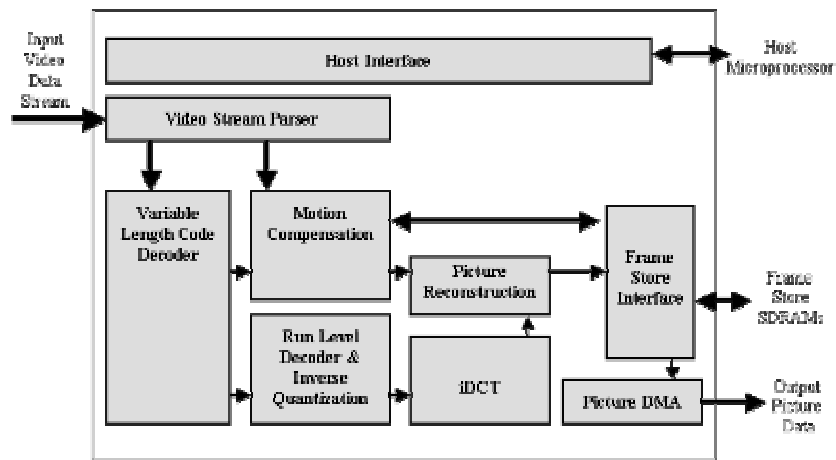 Input
Video
Data
Stream
Host Interface
Host
Microprocessor
Video Stream Parser
Variable
Length Code
Decoder
Motion
Compensation
Picture
Reconstruction
Frame
Store
Interface
Frame
Store
SDRAMs
Run Level
Decoder &
Inverse
Quantization
iDCT
Picture DMA
Output
Picture
Data